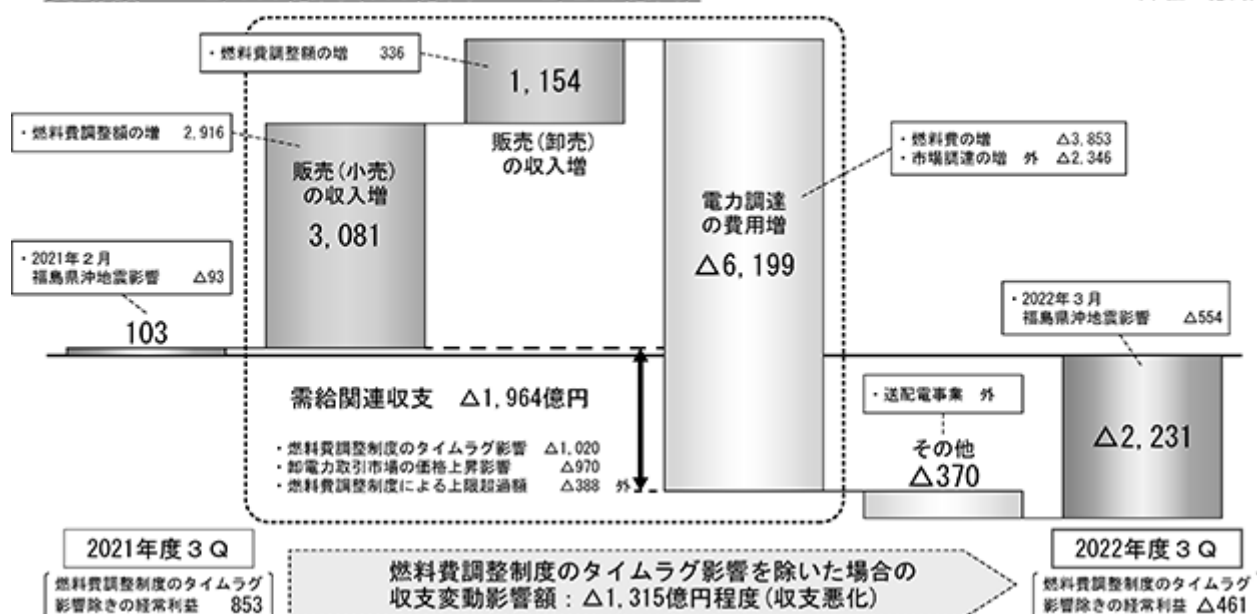 ・燃料費調整額の増 336
1,154
販売(卸売)
の収入増
・燃料費調整額の増 2,916
販売(小売)
の収入増
3,081
・燃料費の増 △3,853
・市場調達の増 外 △2,346
電力調達
の費用増
△6,199
・2021年2月
福島県沖地震影響 △93
103
・2022年3月
福島県沖地震影響 △554
需給関連収支 △1,964億円
・燃料費調整制度のタイムラグ影響 △1,020
・卸電力取引市場の価格上昇影響 △970
・燃料費調整制度による上限超過額 △388 外
・送配電事業 外
その他
△370
△2,231
2021年度3Q
燃料費調整制度のタイムラグ
影響除きの経常利益 853
燃料費調整制度のタイムラグ影響を除いた場合の
収支変動影響額：△1,315億円程度(収支悪化)
2022年度3Q
燃料費調整制度のタイムラグ
影響除きの経常利益 △461